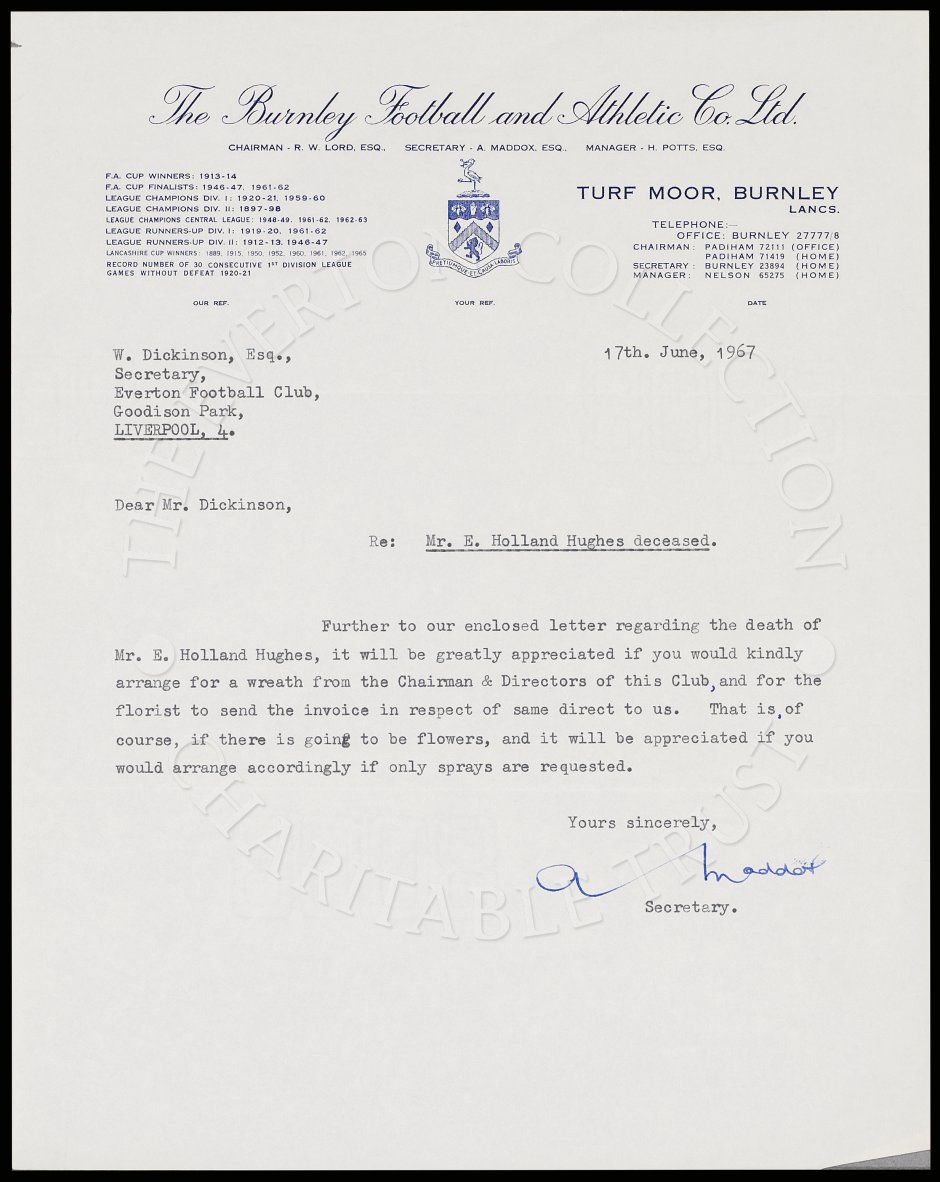 The Burnley Football and Athletic Co. Ltd.
CHAIRMAN - R. W. LORD, ESQ., SECRETARY - A. MADDOX, ESQ., MANAGER - H. POTTS, ESQ.
F.A. CUP WINNERS: 1913-14
F.A. CUP FINALISTS: 1946-47, 1961-62
LEAGUE CHAMPIONS DIV. I: 1920-21, 1959-60
LEAGUE CHAMPIONS DIV. II: 1897-98
LEAGUE CHAMPIONS CENTRAL LEAGUE: 1948-49, 1961-62, 1962-63
LEAGUE RUNNERS-UP DIV. I: 1919-20, 1961-62
LEAGUE RUNNERS-UP DIV. II: 1912-13, 1946-47
LANCASHIRE CUP WINNERS: 1889, 1915, 1950, 1952, 1960, 1961, 1962, 1965
RECORD NUMBER OF 30 CONSECUTIVE 1ST DIVISION LEAGUE
GAMES WITHOUT DEFEAT 1920-21
PRETIUMQUE ET CAUSA LABORIS
TURF MOOR, BURNLEY
LANCS.
TELEPHONE:—
OFFICE: BURNLEY 27777/8
CHAIRMAN: PADIHAM 72111 (OFFICE)
PADIHAM 71419 (HOME)
SECRETARY: BURNLEY 23894 (HOME)
MANAGER: NELSON 65275 (HOME)
OUR REF. YOUR REF. DATE
W. Dickinson, Esq., 17th. June, 1967
Secretary,
Everton Football Club,
Goodison Park,
LIVERPOOL, 4.
Dear Mr. Dickinson,
Re: Mr. E. Holland Hughes deceased.
Further to our enclosed letter regarding the death of
Mr. E. Holland Hughes, it will be greatly appreciated if you would kindly
arrange for a wreath from the Chairman & Directors of this Club, and for the
florist to send the invoice in respect of same direct to us. That is, of
course, if there is going to be flowers, and it will be appreciated if you
would arrange accordingly if only sprays are requested.
Yours sincerely,
A Maddox
Secretary.
THE EVERTON COLLECTION
CHARITABLE TRUST